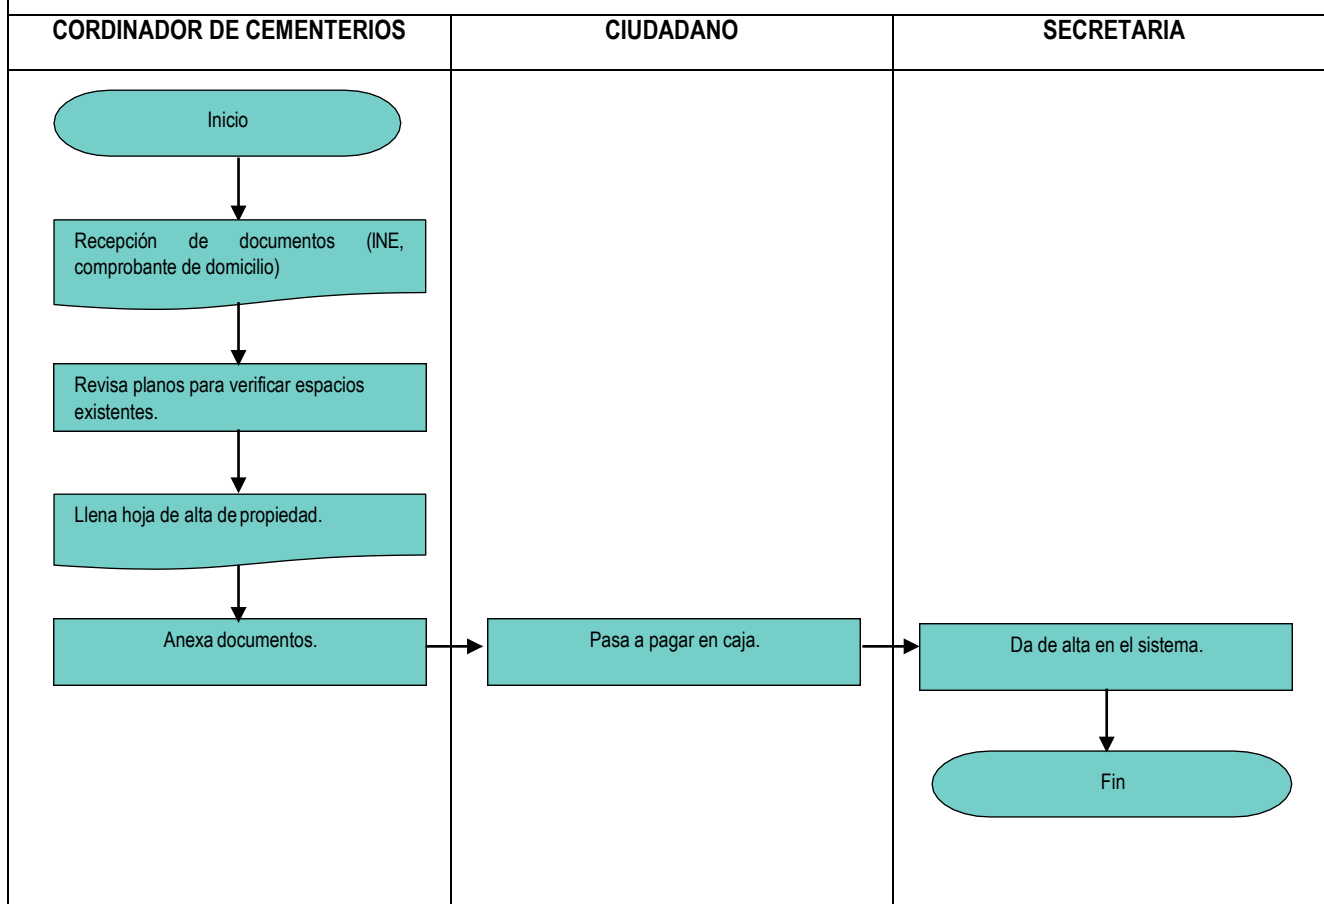 CORDINADOR DE CEMENTERIOS
CIUDADANO
SECRETARIA
Inicio
Recepción de documentos (INE,
comprobante de domicilio)
Revisa planos para verificar espacios
existentes.
Llena hoja de alta de propiedad.
Anexa documentos.
Pasa a pagar en caja.
Da de alta en el sistema.
Fin